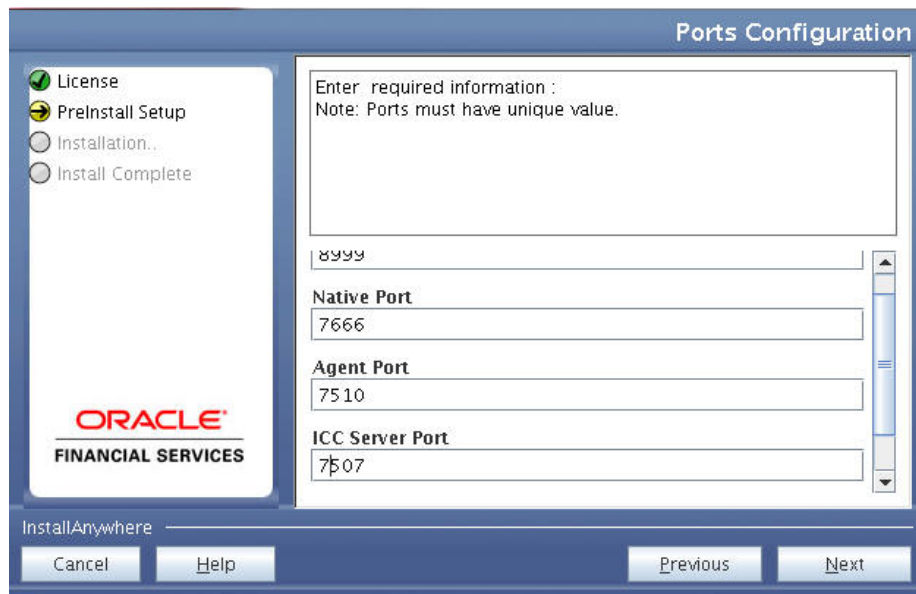 Ports Configuration
License
PreInstall Setup
Installation..
Install Complete
Enter required information :
Note: Ports must have unique value.
8999
Native Port
7666
Agent Port
7510
ICC Server Port
7507
ORACLE
FINANCIAL SERVICES
InstallAnywhere
Cancel
Help
Previous
Next